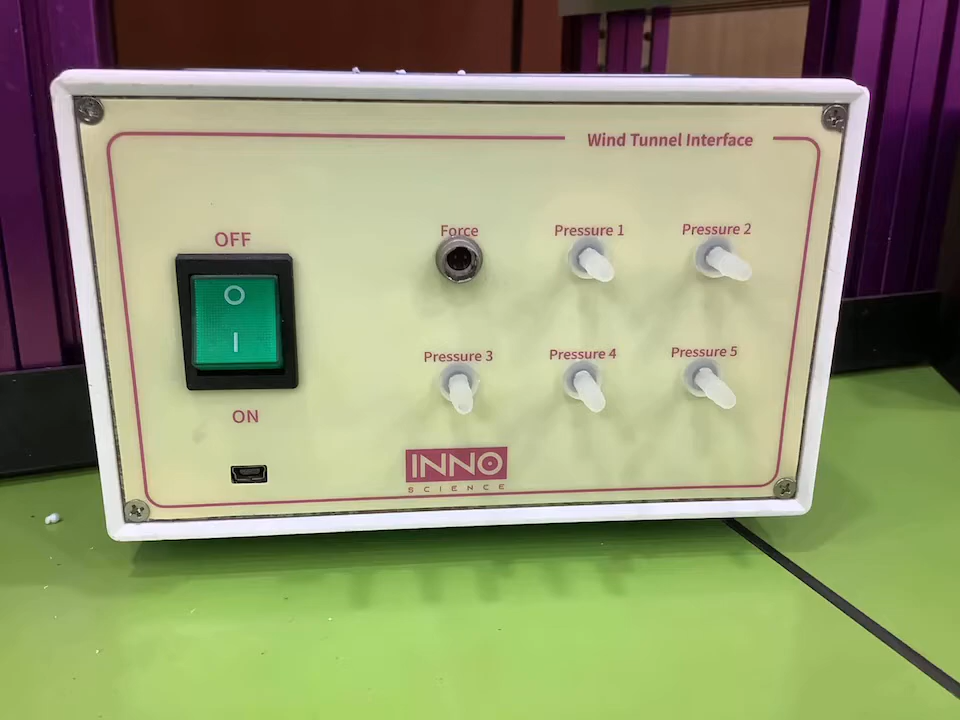 Wind Tunnel Interface
OFF
Force
Pressure 1
Pressure 2
Pressure 3
Pressure 4
Pressure 5
ON
INNO
SCIENCE